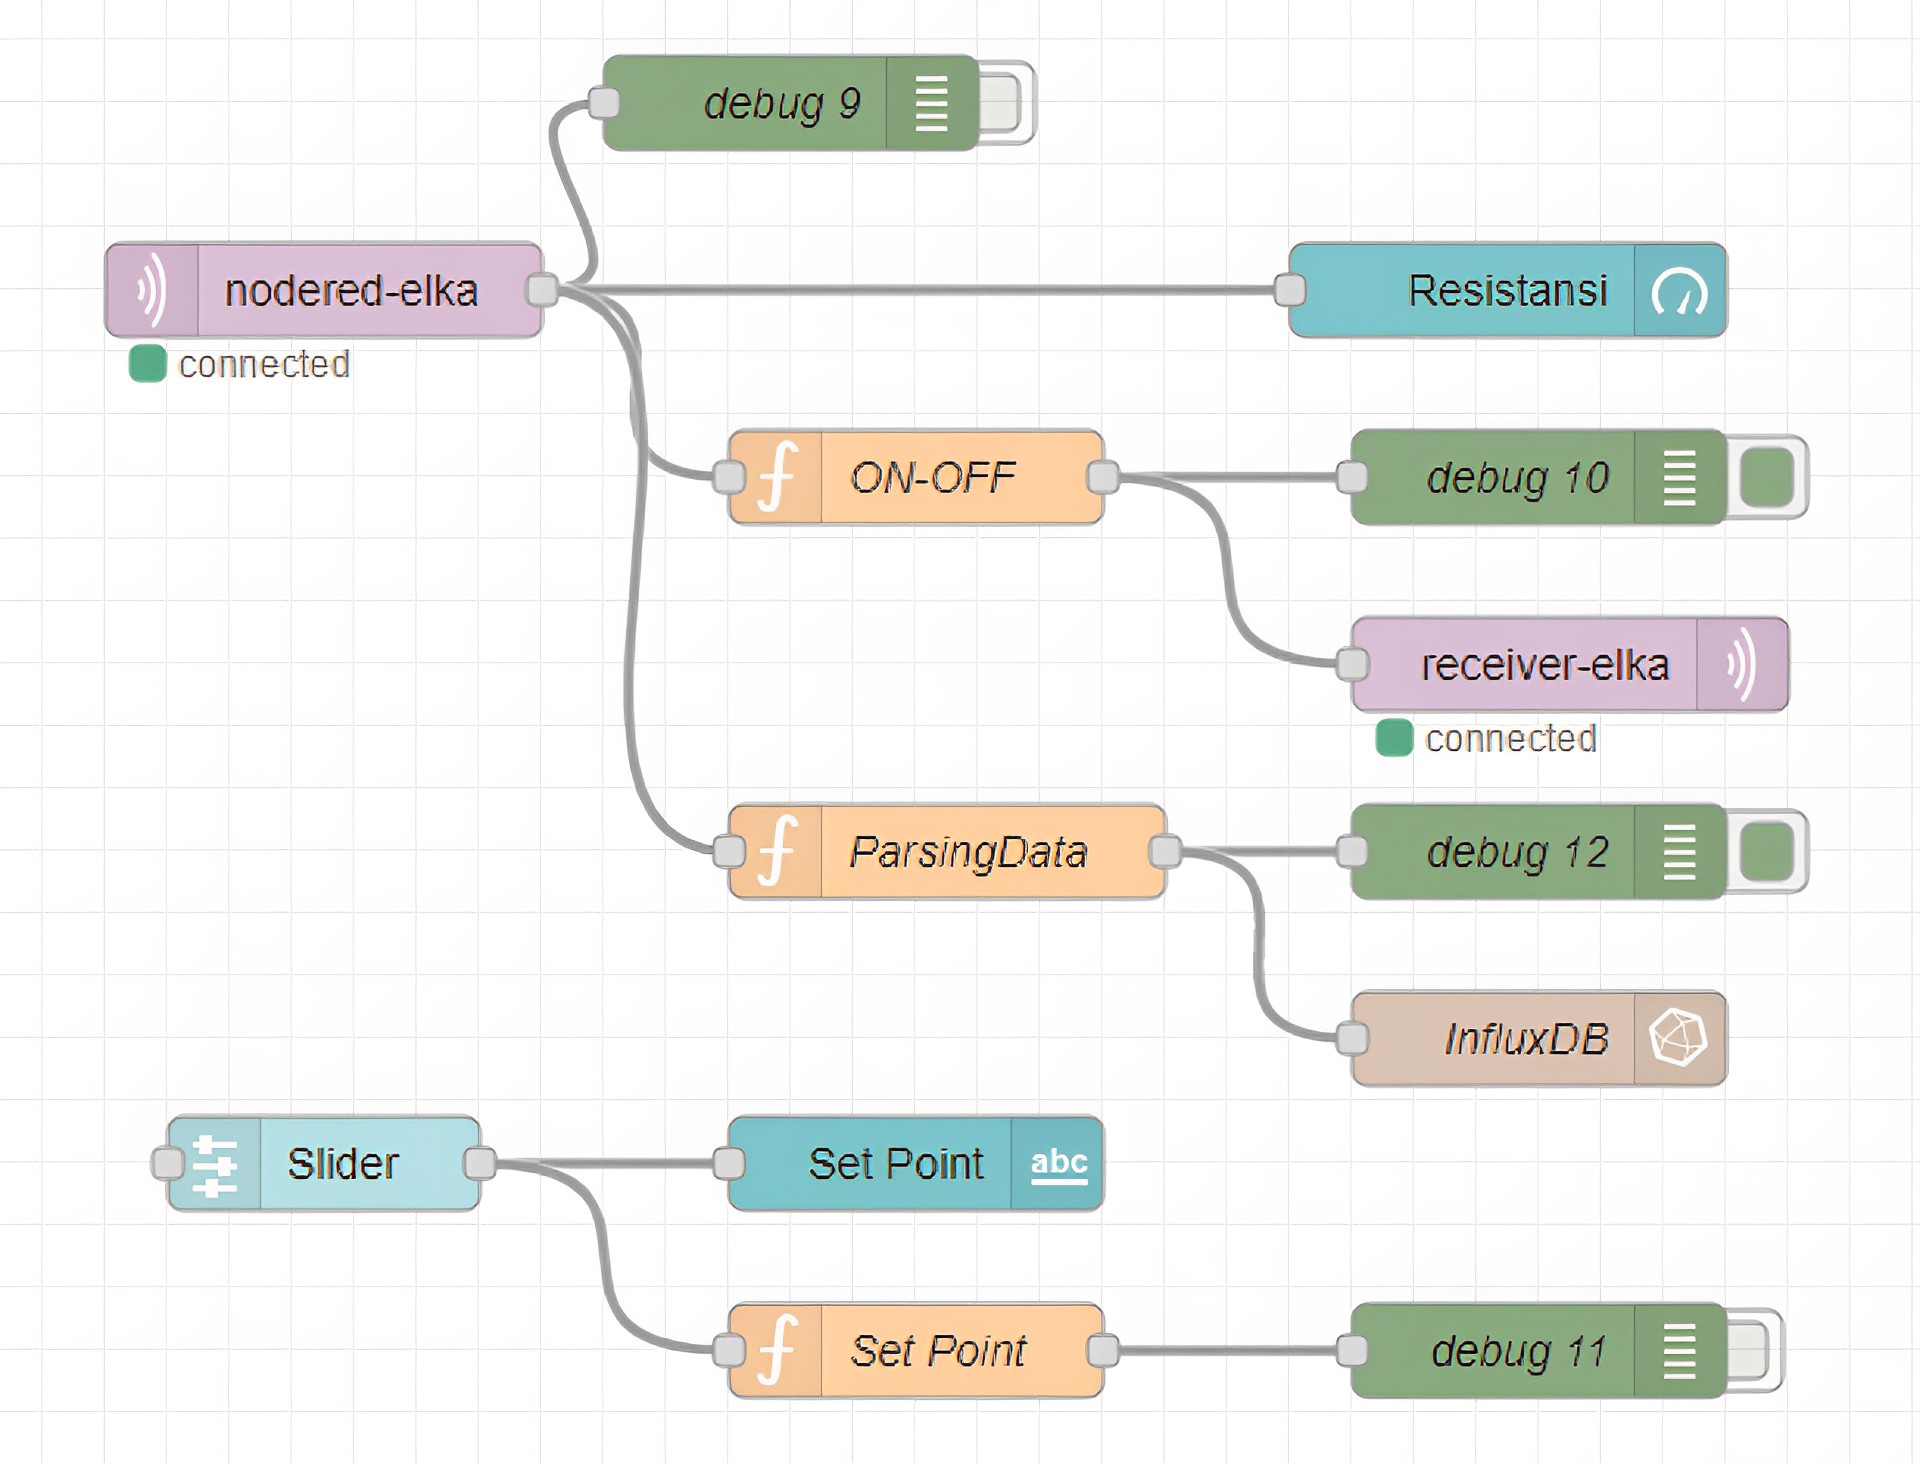 debug 9
nodered-elka
connected
Resistansi
ON-OFF
debug 10
receiver-elka
connected
ParsingData
debug 12
InfluxDB
Slider
Set Point
abc
Set Point
debug 11